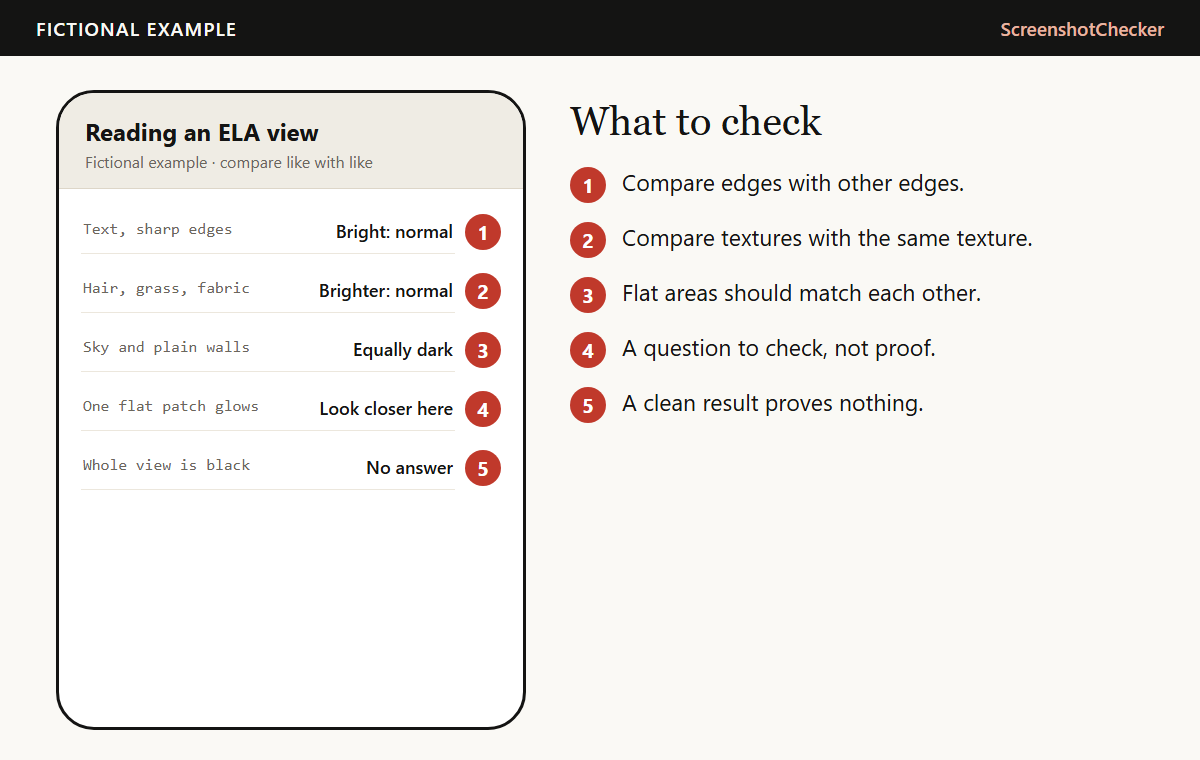 FICTIONAL EXAMPLE
ScreenshotChecker
Reading an ELA view
Fictional example · compare like with like
Text, sharp edges Bright: normal 1
Hair, grass, fabric Brighter: normal 2
Sky and plain walls Equally dark 3
One flat patch glows Look closer here 4
Whole view is black No answer 5
What to check
1 Compare edges with other edges.
2 Compare textures with the same texture.
3 Flat areas should match each other.
4 A question to check, not proof.
5 A clean result proves nothing.